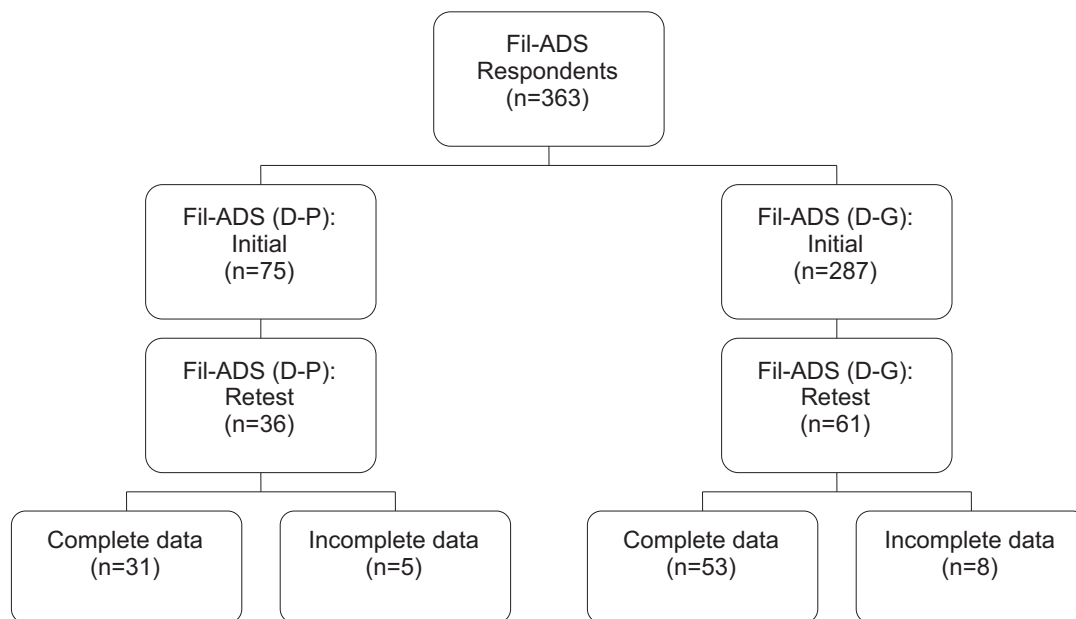 Fil-ADS
Respondents
(n=363)
Fil-ADS (D-P):
Initial
(n=75)
Fil-ADS (D-G):
Initial
(n=287)
Fil-ADS (D-P):
Retest
(n=36)
Fil-ADS (D-G):
Retest
(n=61)
Complete data
(n=31)
Incomplete data
(n=5)
Complete data
(n=53)
Incomplete data
(n=8)